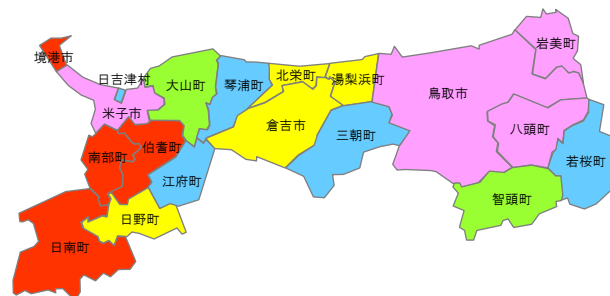 境港市
日吉津村
米子市
大山町
琴浦町
北栄町
湯梨浜町
倉吉市
三朝町
鳥取市
岩美町
八頭町
若桜町
智頭町
南部町
伯耆町
江府町
日野町
日南町